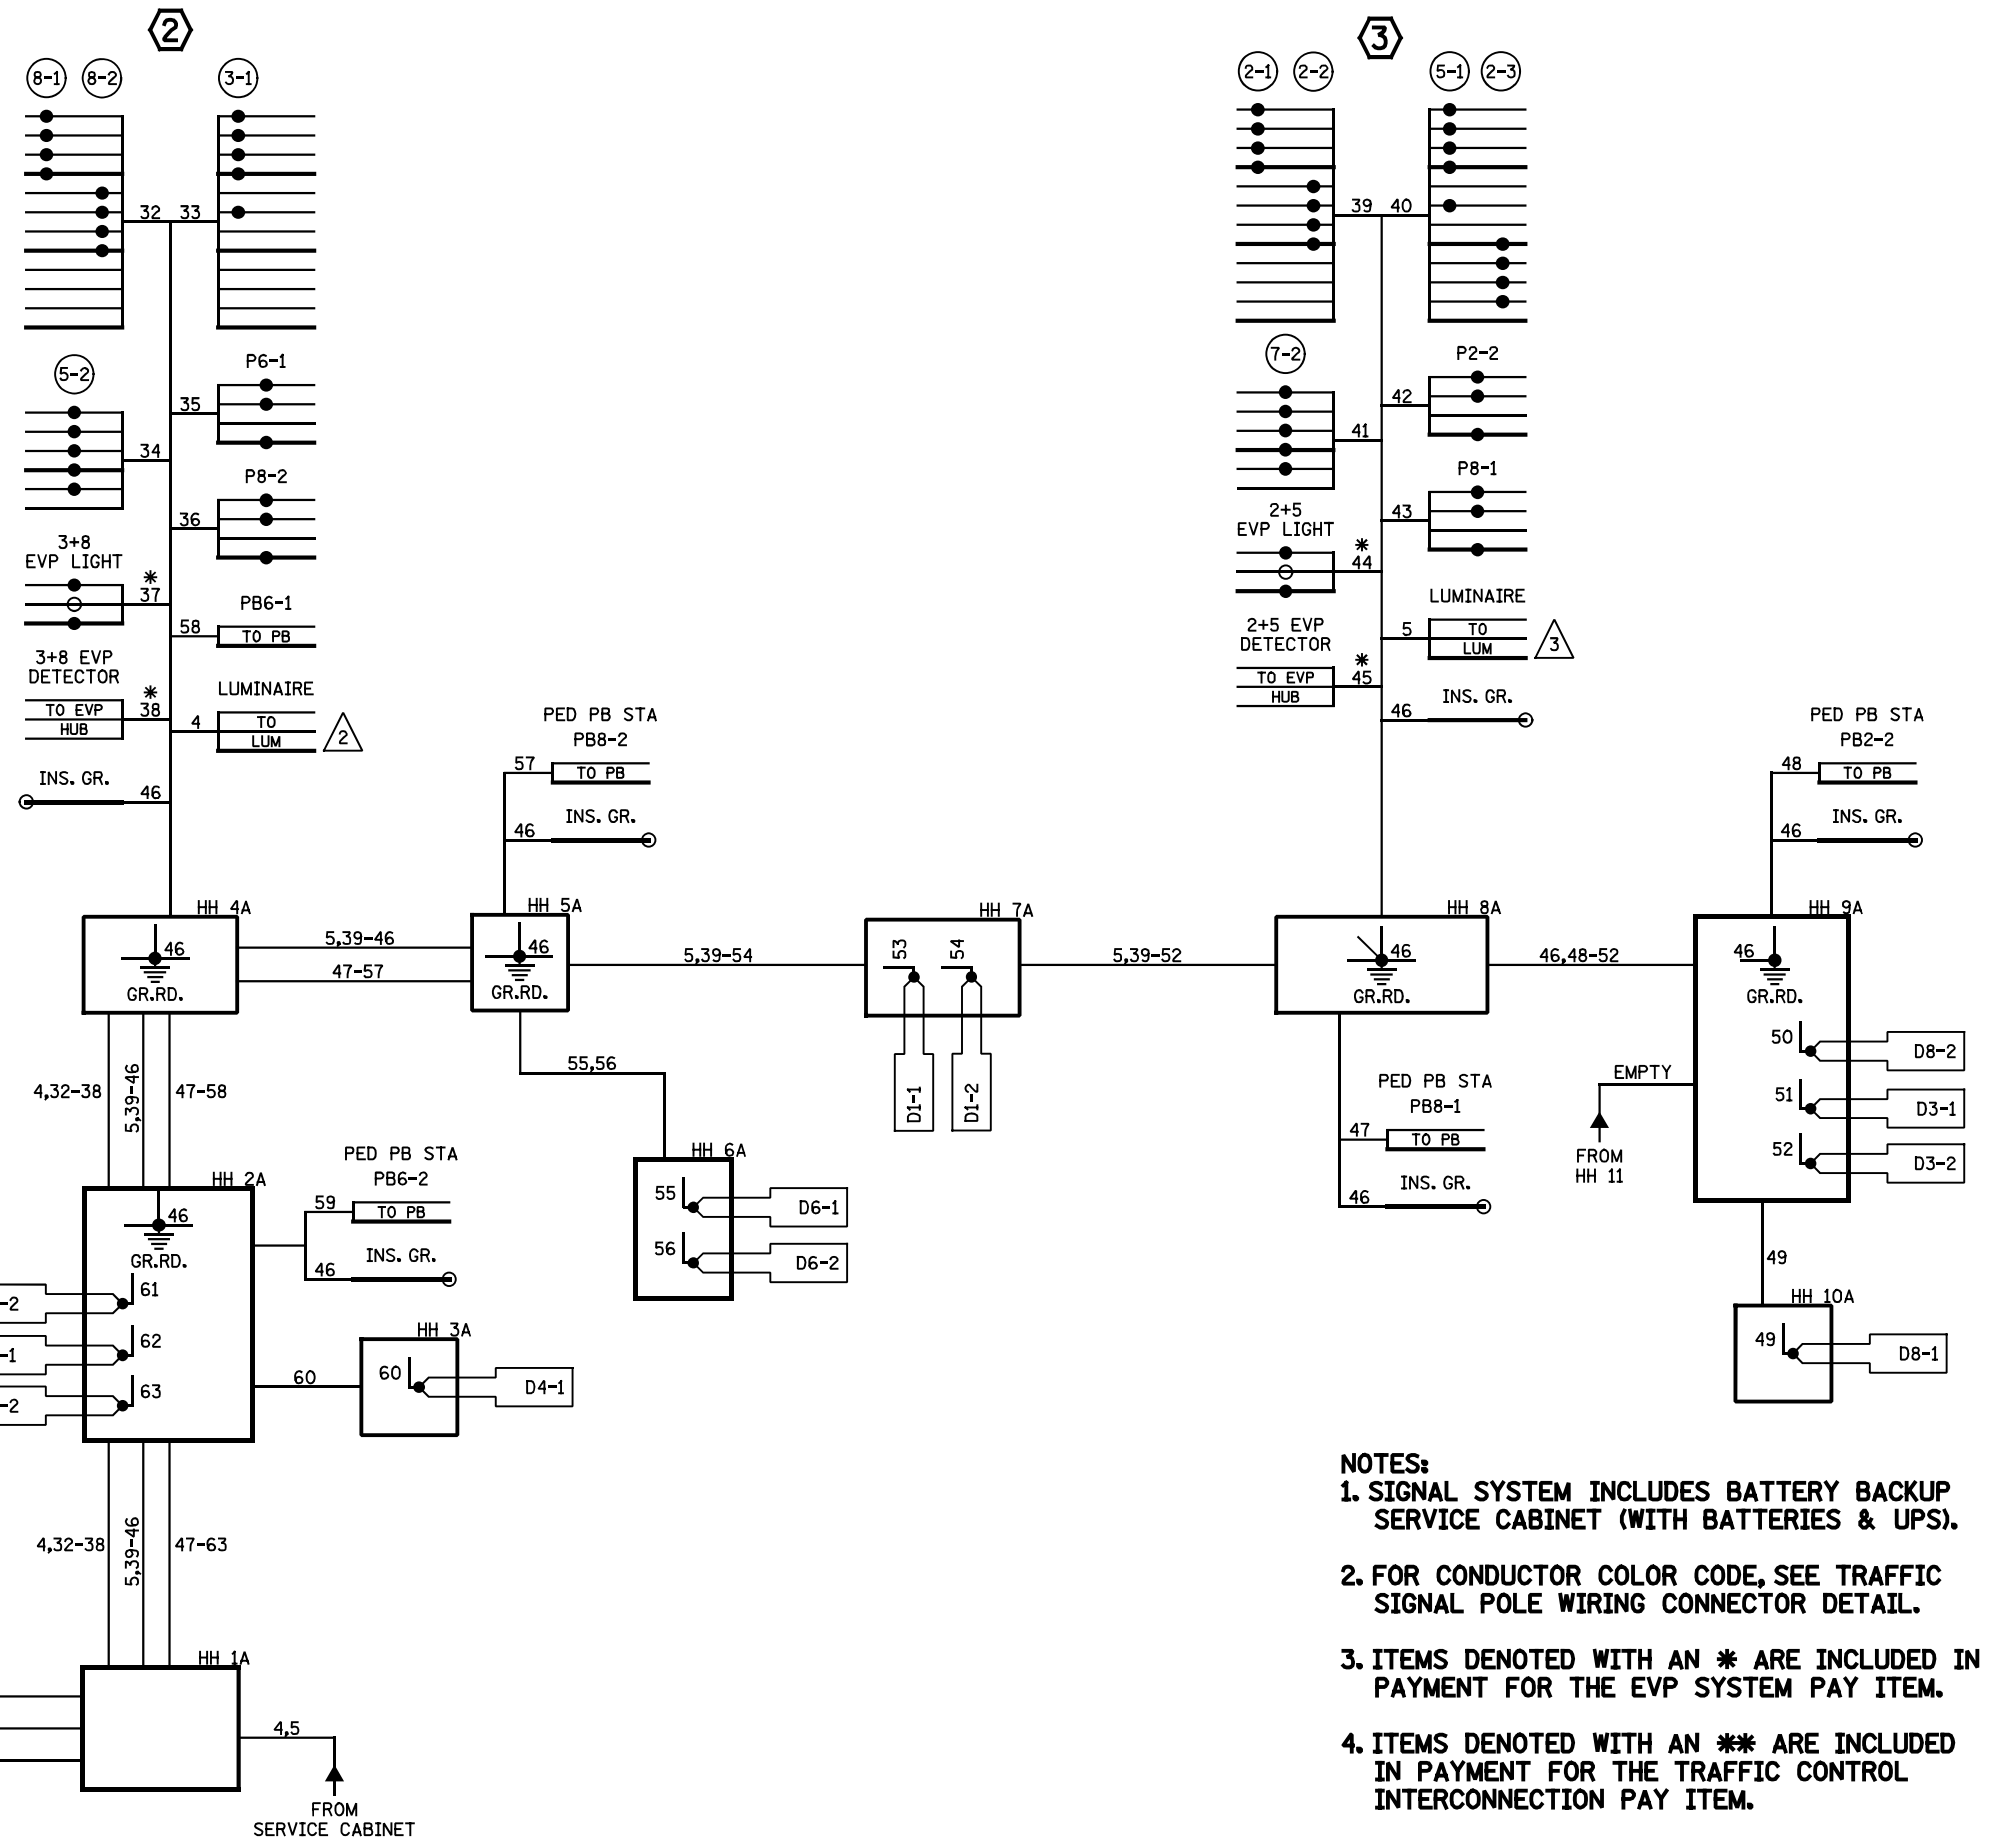 2
8-1 8-2 3-1
32 33
5-2
34
P6-1
35
P8-2
36
3+8
EVP LIGHT
*
37
PB6-1
58
TO PB
3+8 EVP
DETECTOR
*
38
TO EVP
HUB
LUMINAIRE
4
TO
LUM
2
INS. GR.
46
3
2-1 2-2 5-1 2-3
39 40
7-2
41
P2-2
42
P8-1
43
2+5
EVP LIGHT
*
44
2+5 EVP
DETECTOR
*
45
TO EVP
HUB
LUMINAIRE
5
TO
LUM
3
INS. GR.
46
PED PB STA
PB8-2
57
TO PB
INS. GR.
46
PED PB STA
PB2-2
48
TO PB
INS. GR.
46
HH 4A
46
GR.RD.
5,39-46
47-57
HH 5A
46
GR.RD.
5,39-54
HH 7A
53
54
D1-1
D1-2
5,39-52
HH 8A
46
GR.RD.
46,48-52
HH 9A
46
GR.RD.
50
D8-2
51
D3-1
52
D3-2
EMPTY
FROM
HH 11
4,32-38
5,39-46
47-58
55,56
HH 6A
55
D6-1
56
D6-2
PED PB STA
PB8-1
47
TO PB
INS. GR.
46
49
HH 10A
49
D8-1
HH 2A
46
GR.RD.
61
62
63
-2
-1
-2
PED PB STA
PB6-2
59
TO PB
INS. GR.
46
60
HH 3A
60
D4-1
4,32-38
5,39-46
47-63
HH 1A
4,5
FROM
SERVICE CABINET
NOTES:
1. SIGNAL SYSTEM INCLUDES BATTERY BACKUP
SERVICE CABINET (WITH BATTERIES & UPS).
2. FOR CONDUCTOR COLOR CODE, SEE TRAFFIC
SIGNAL POLE WIRING CONNECTOR DETAIL.
3. ITEMS DENOTED WITH AN * ARE INCLUDED IN
PAYMENT FOR THE EVP SYSTEM PAY ITEM.
4. ITEMS DENOTED WITH AN ** ARE INCLUDED
IN PAYMENT FOR THE TRAFFIC CONTROL
INTERCONNECTION PAY ITEM.